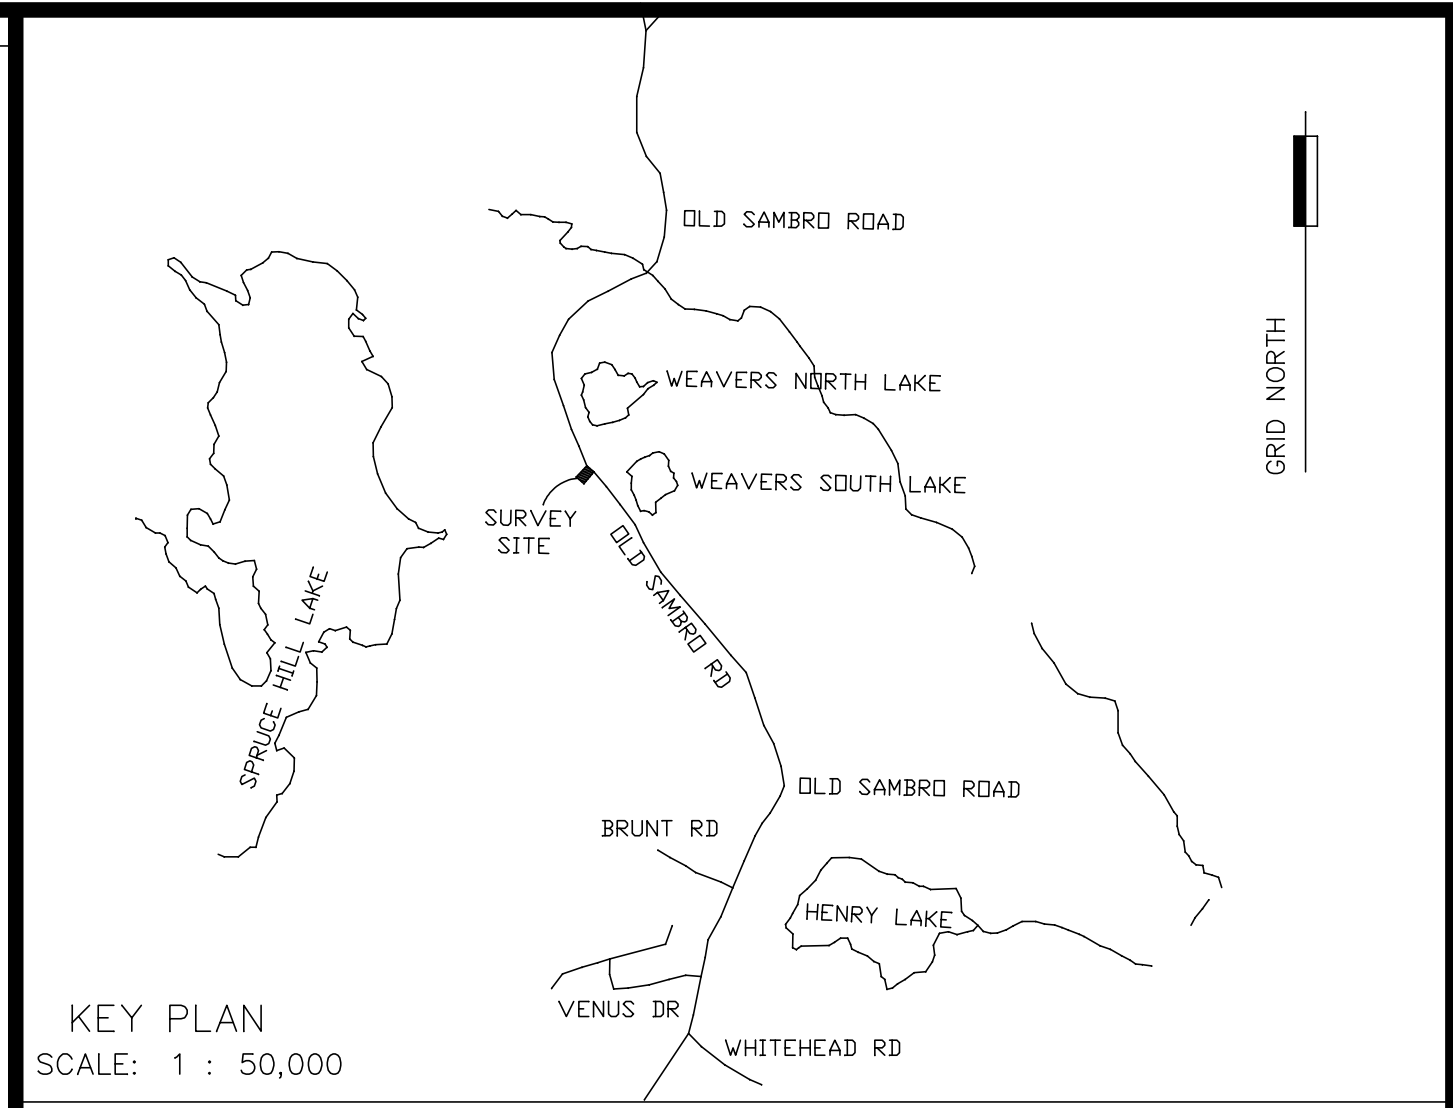 OLD SAMBRO ROAD
WEAVERS NORTH LAKE
GRID NORTH
WEAVERS SOUTH LAKE
SURVEY
SITE
OLD SAMBRO RD
SPRUCE HILL LAKE
OLD SAMBRO ROAD
BRUNT RD
HENRY LAKE
VENUS DR
KEY PLAN
WHITEHEAD RD
SCALE: 1 : 50,000